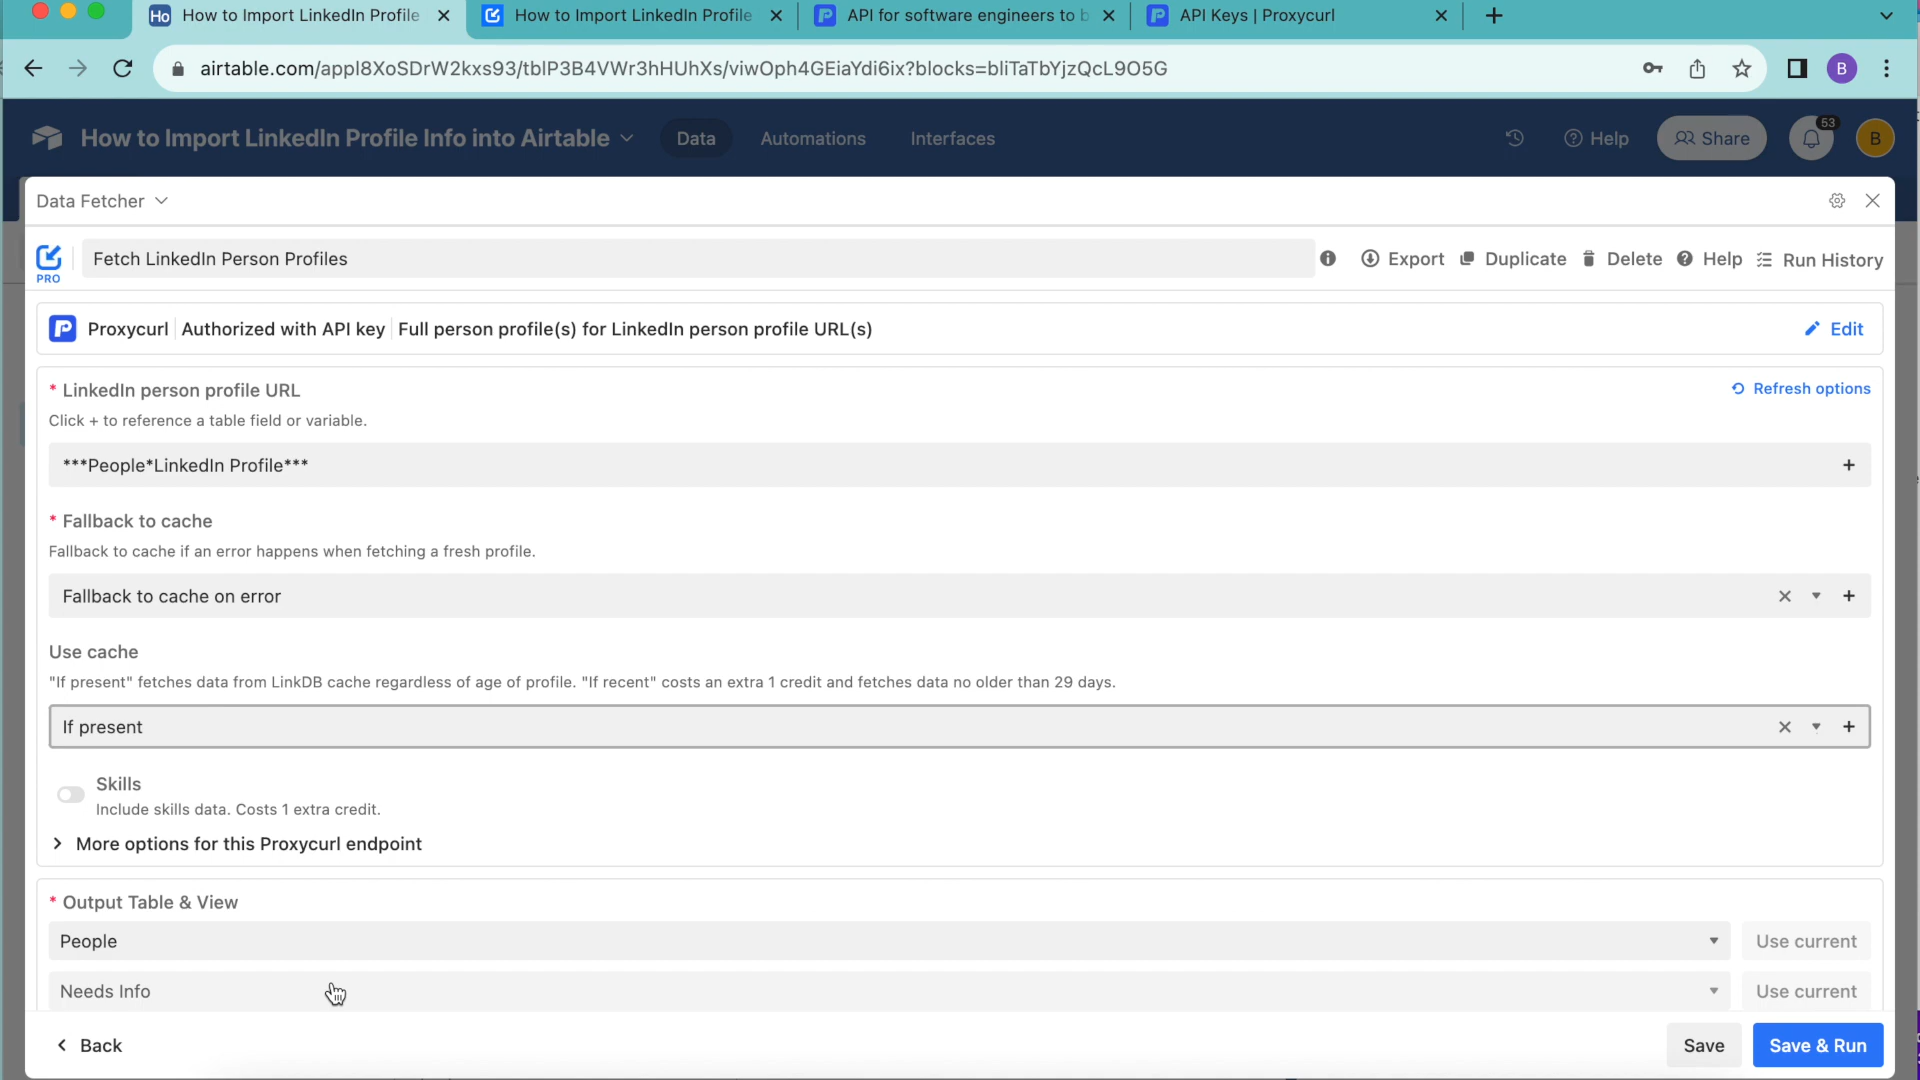 Ho How to Import LinkedIn Profile
How to Import LinkedIn Profile
API for software engineers to b
API Keys | Proxycurl
airtable.com/appl8XoSDrW2kxs93/tblP3B4VWr3hHUhXs/viwOph4GEiaYdi6ix?blocks=bliTaTbYjzQcL9O5G
B
How to Import LinkedIn Profile Info into Airtable
Data
Automations
Interfaces
Help
Share
53
B
Data Fetcher
PRO
Fetch LinkedIn Person Profiles
Export
Duplicate
Delete
Help
Run History
Proxycurl
Authorized with API key
Full person profile(s) for LinkedIn person profile URL(s)
Edit
* LinkedIn person profile URL
Refresh options
Click + to reference a table field or variable.
***People*LinkedIn Profile***
* Fallback to cache
Fallback to cache if an error happens when fetching a fresh profile.
Fallback to cache on error
Use cache
"If present" fetches data from LinkDB cache regardless of age of profile. "If recent" costs an extra 1 credit and fetches data no older than 29 days.
If present
Skills
Include skills data. Costs 1 extra credit.
More options for this Proxycurl endpoint
* Output Table & View
People
Use current
Needs Info
Use current
Back
Save
Save & Run